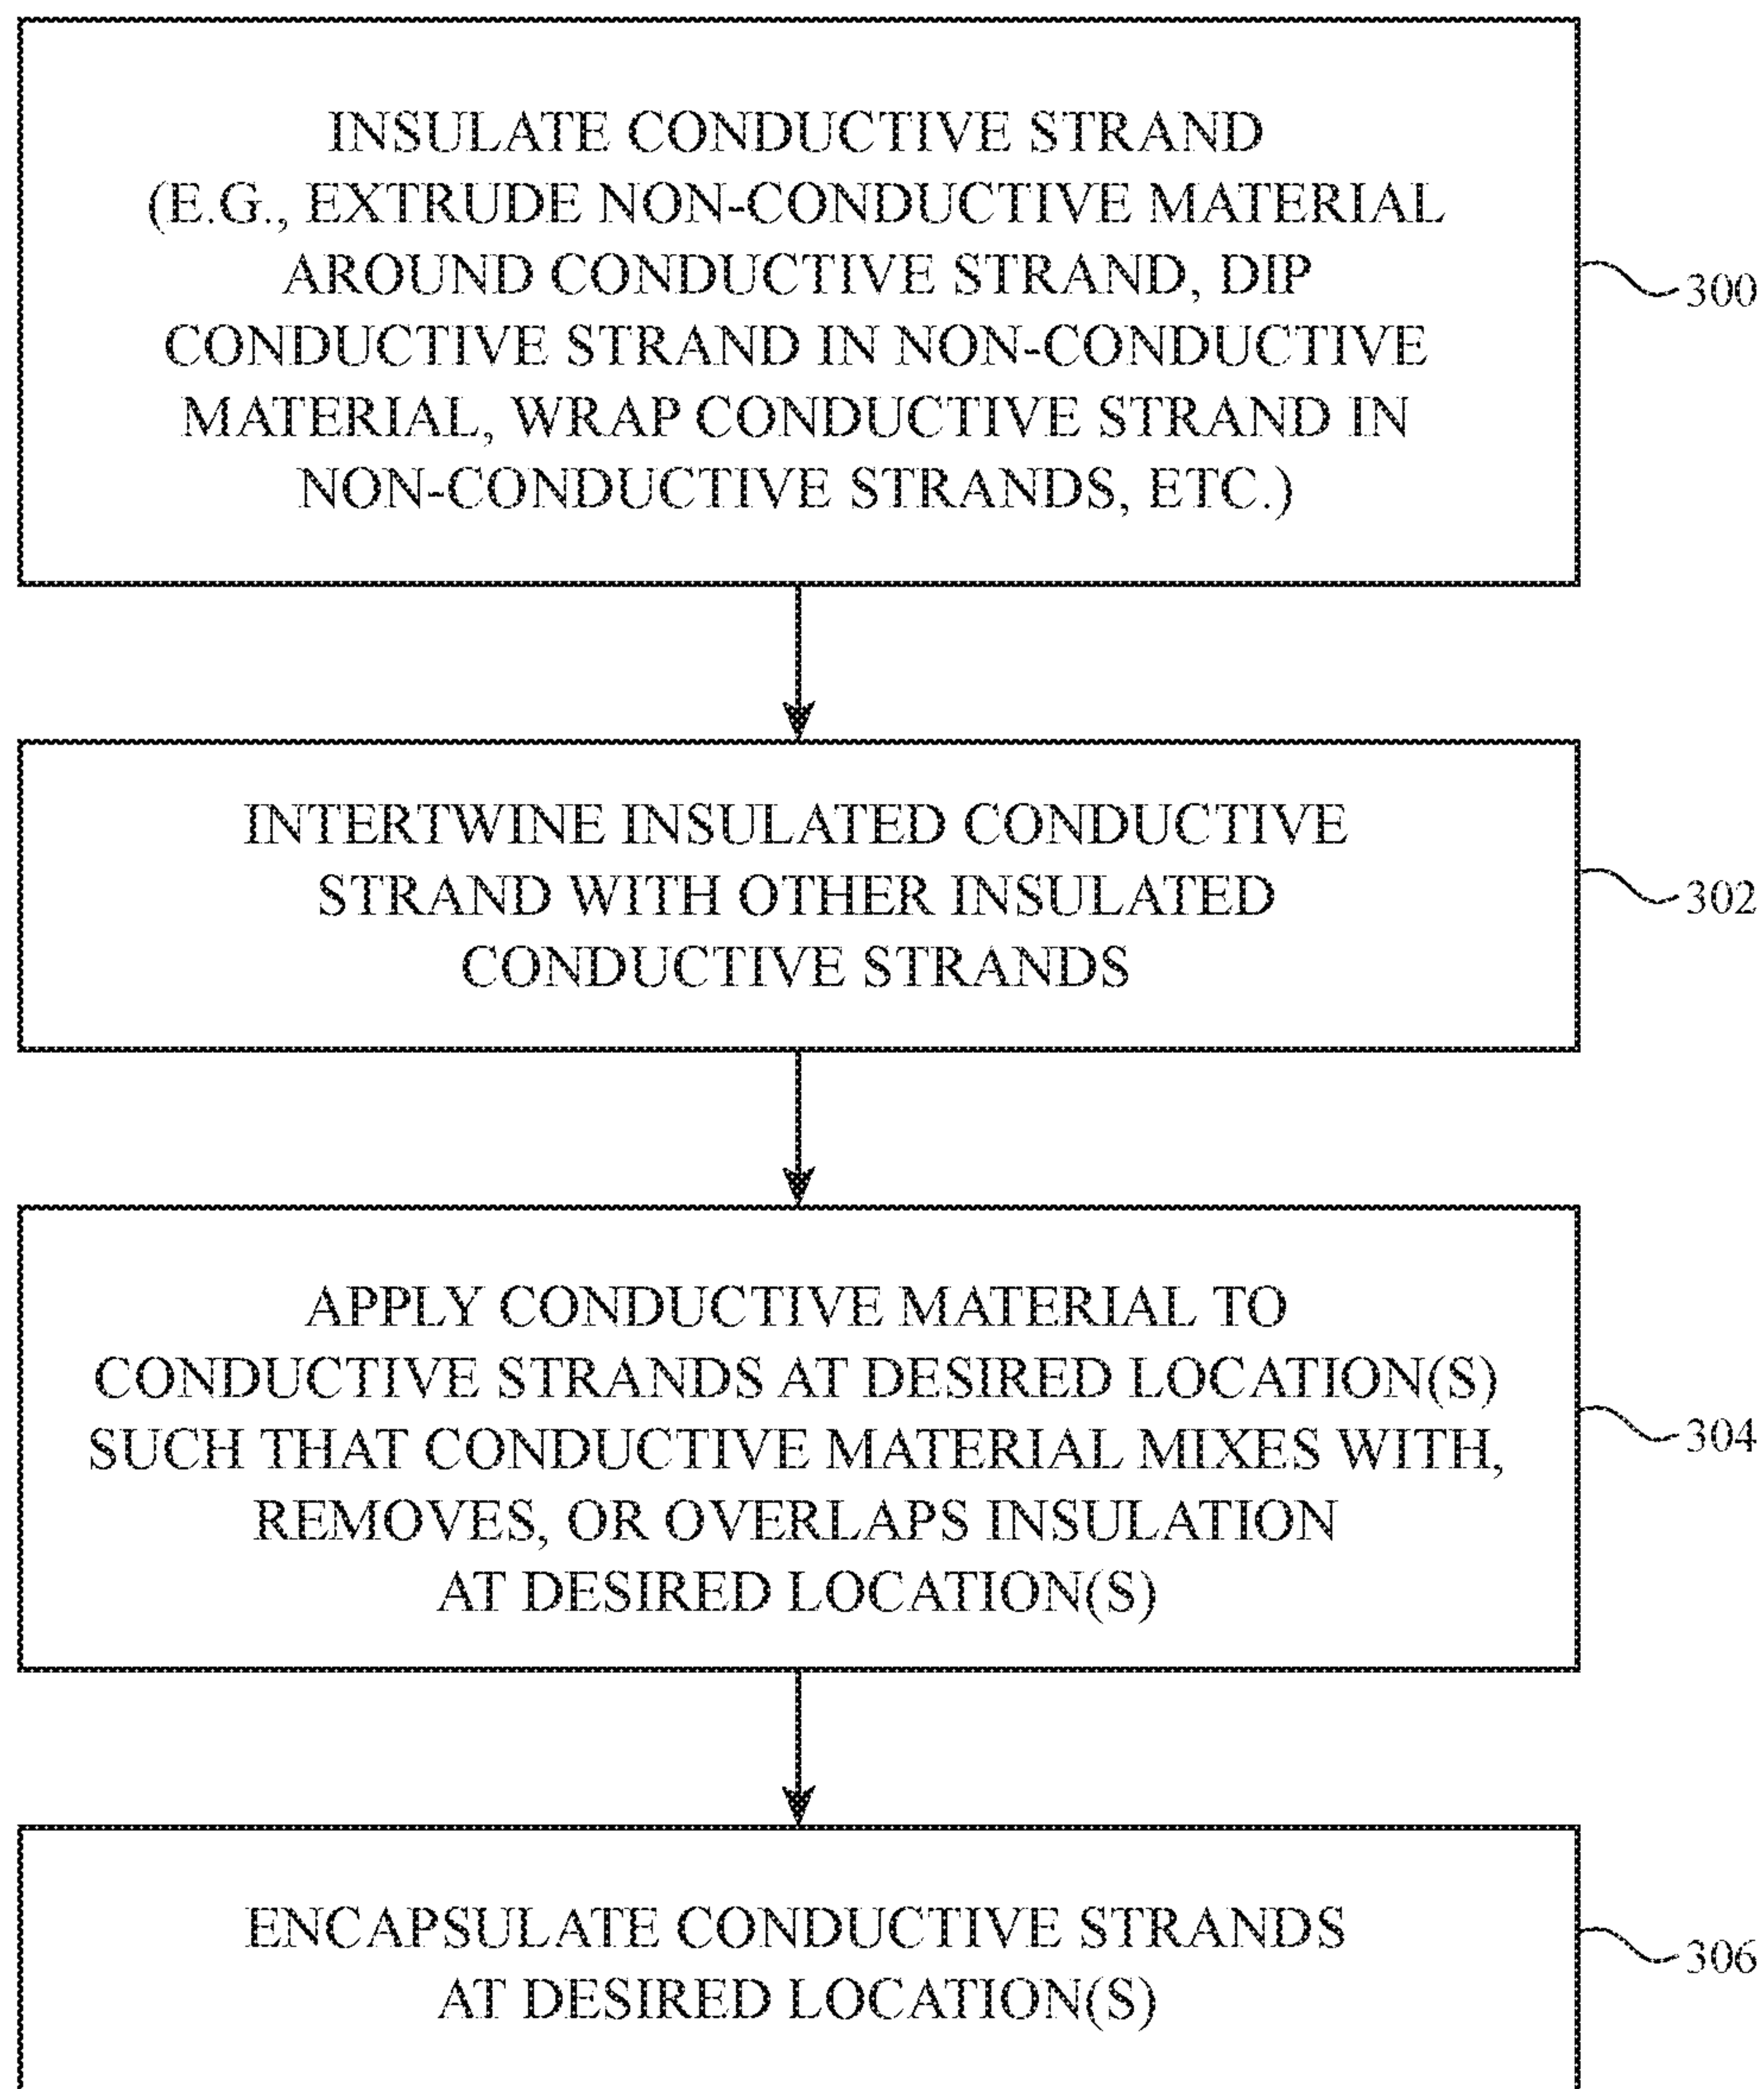 INSULATE CONDUCTIVE STRAND
(E.G., EXTRUDE NON-CONDUCTIVE MATERIAL
AROUND CONDUCTIVE STRAND, DIP
CONDUCTIVE STRAND IN NON-CONDUCTIVE
MATERIAL, WRAP CONDUCTIVE STRAND IN
NON-CONDUCTIVE STRANDS, ETC.)
300
INTERTWINE INSULATED CONDUCTIVE
STRAND WITH OTHER INSULATED
CONDUCTIVE STRANDS
302
APPLY CONDUCTIVE MATERIAL TO
CONDUCTIVE STRANDS AT DESIRED LOCATION(S)
SUCH THAT CONDUCTIVE MATERIAL MIXES WITH,
REMOVES, OR OVERLAPS INSULATION
AT DESIRED LOCATION(S)
304
ENCAPSULATE CONDUCTIVE STRANDS
AT DESIRED LOCATION(S)
306